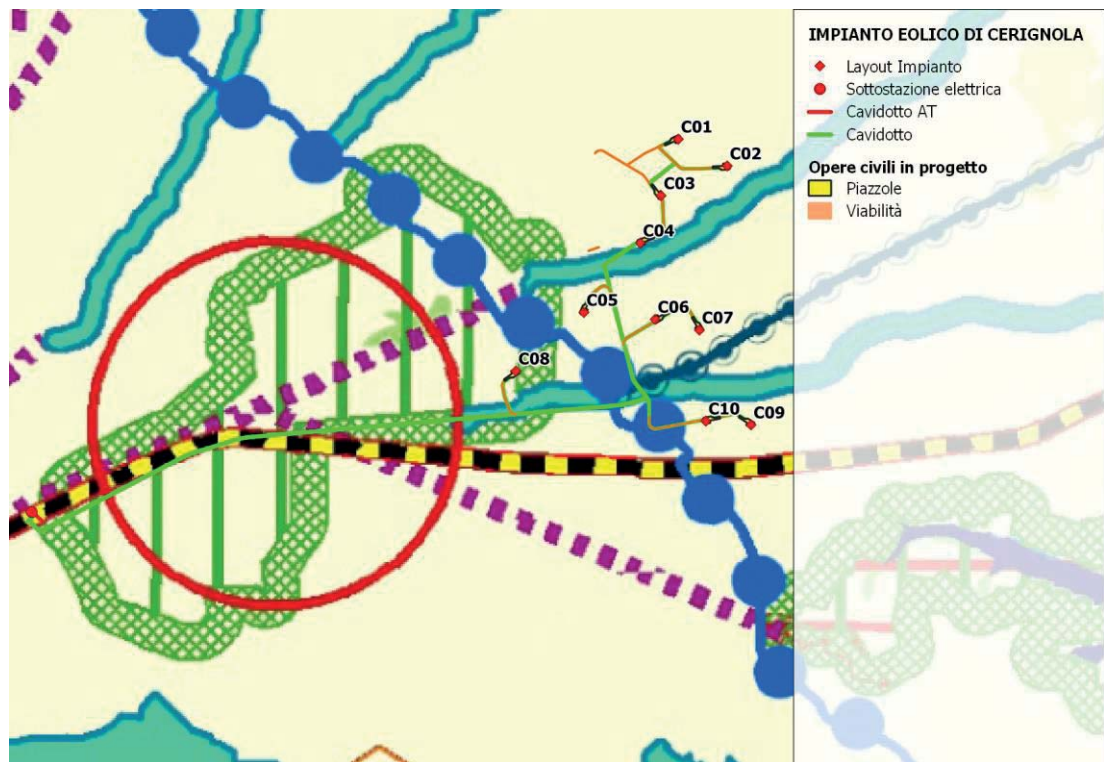 IMPIANTO EOLICO DI CERIGNOLA
Layout Impianto
Sottostazione elettrica
Cavidotto AT
Cavidotto
Opere civili in progetto
Piazzole
Viabilità
C01
C02
C03
C04
C05
C06
C07
C08
C10
C09